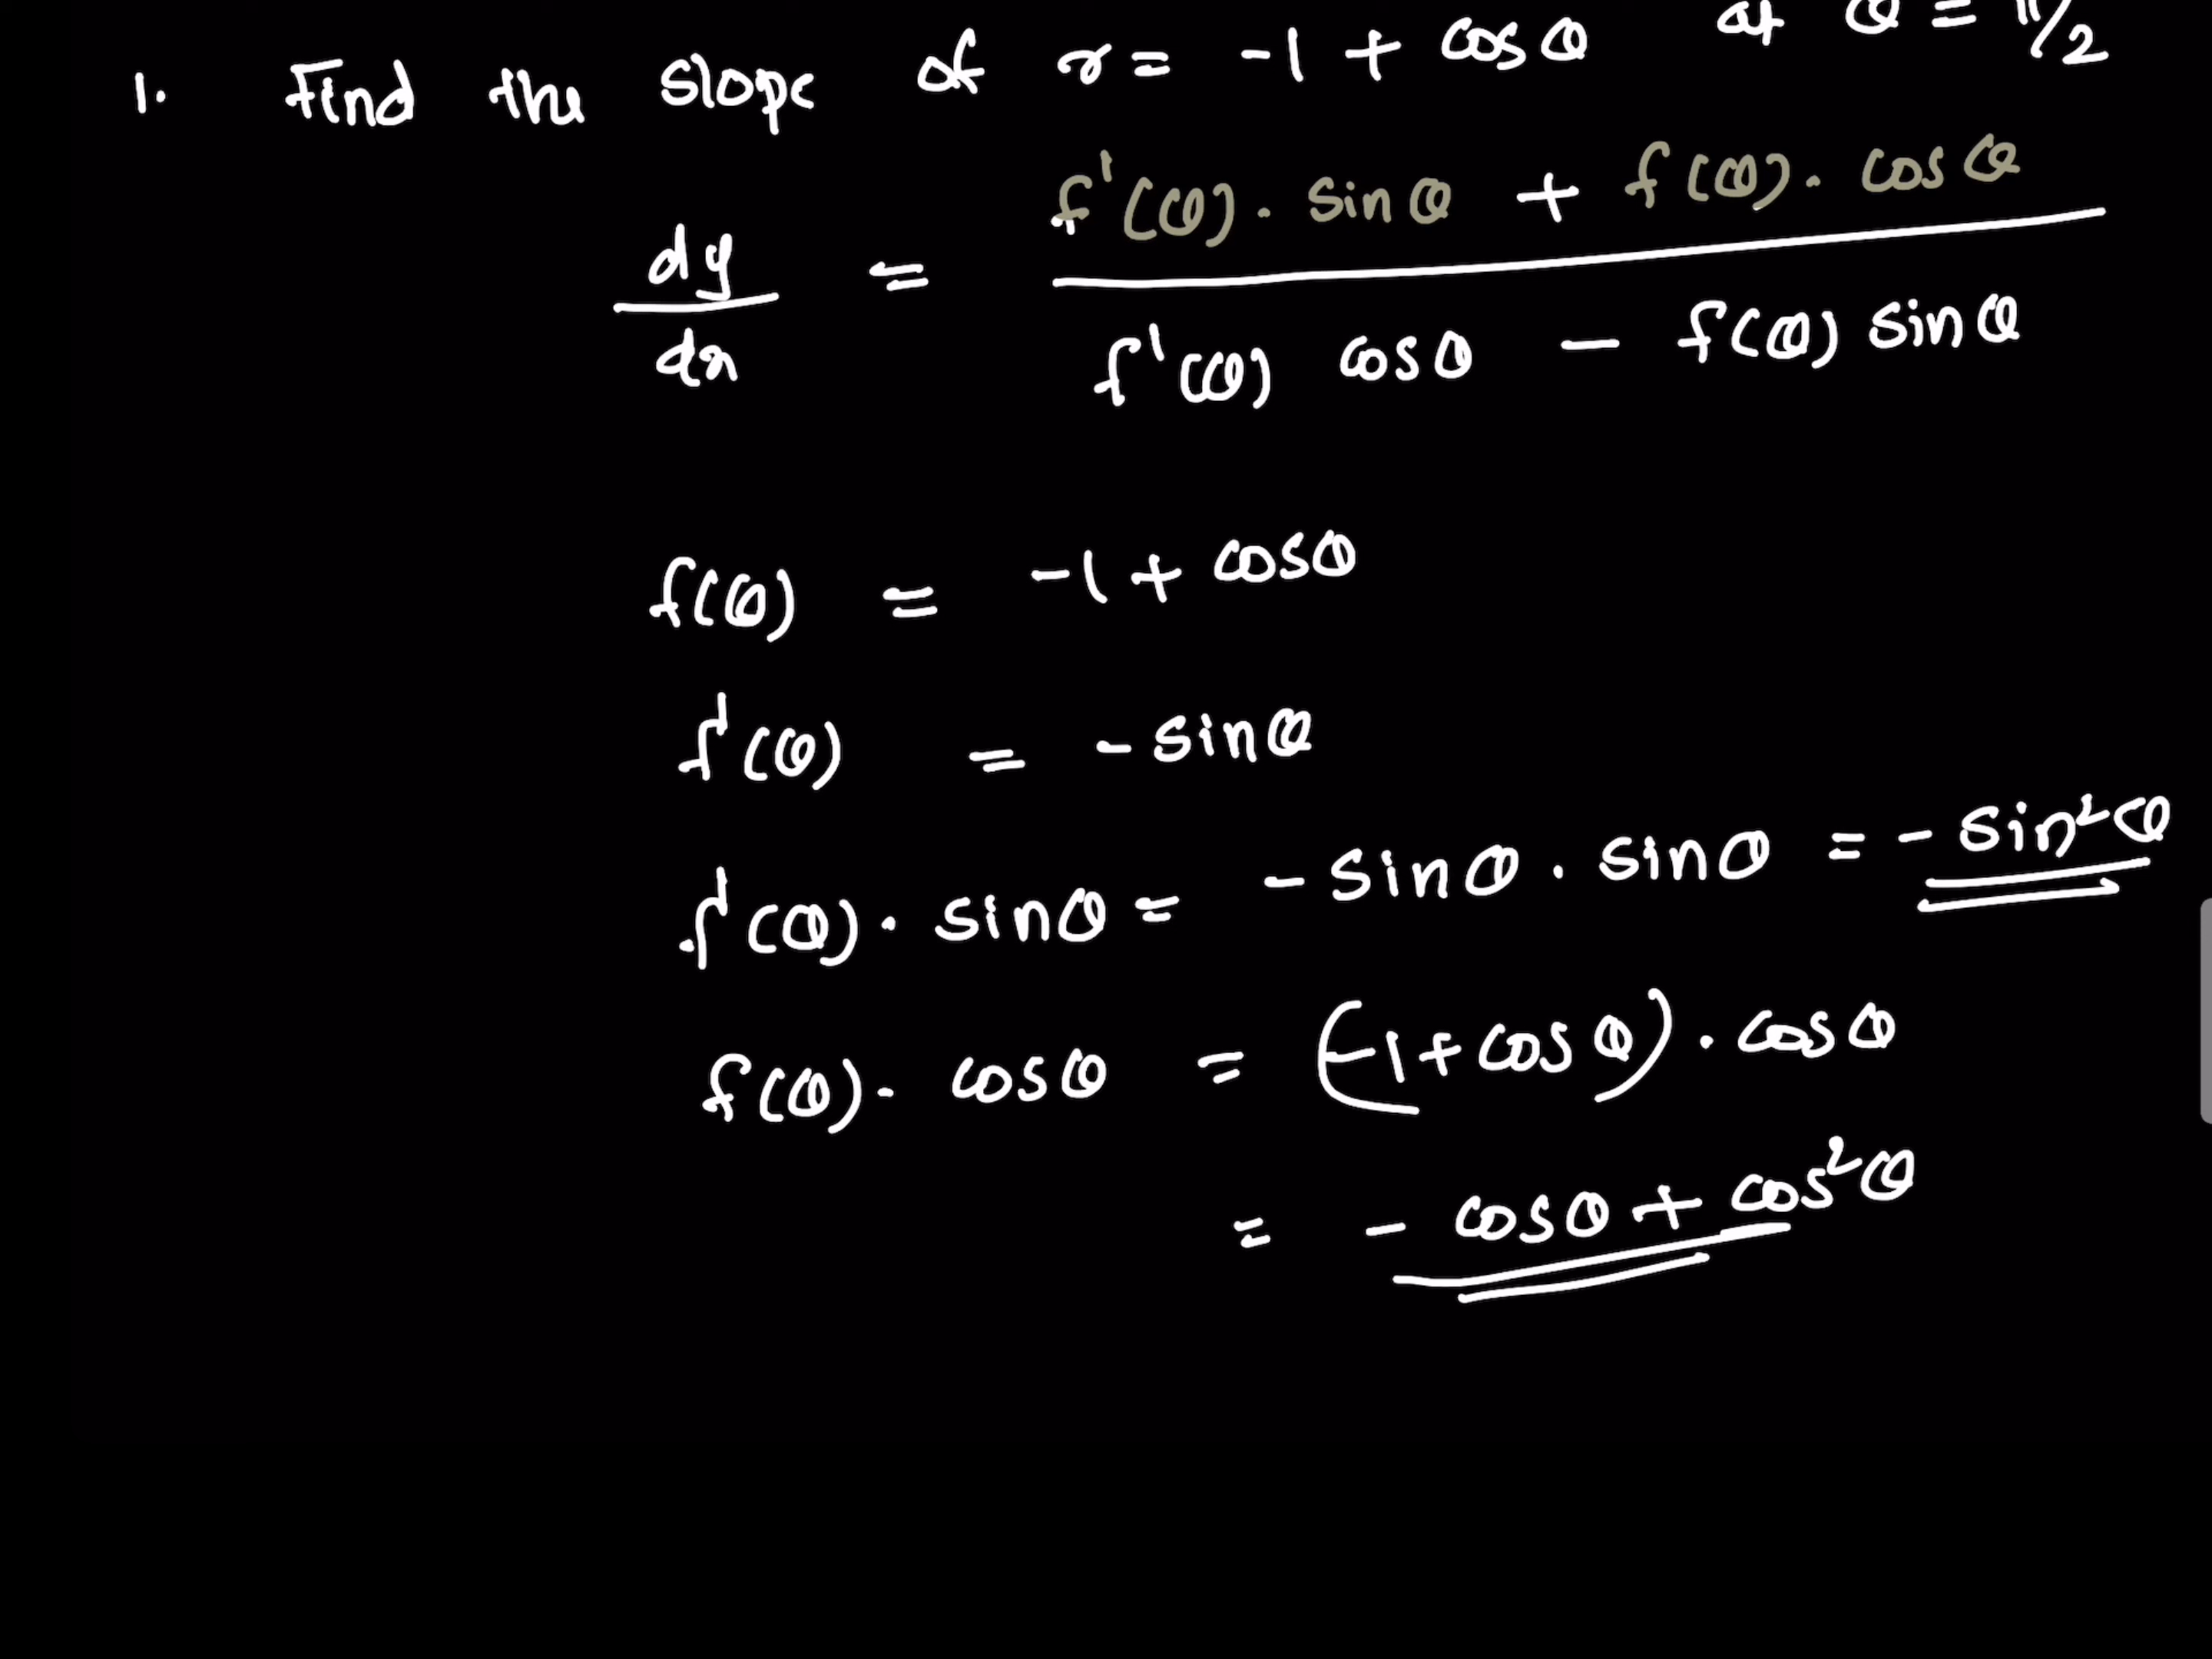 1. Find the slope of r = -1 + cos θ at θ = π/2
dy/dx = (f'(θ). sin θ + f(θ). cos θ) / (f'(θ) cos θ - f(θ) sin θ)
f(θ) = -1 + cos θ
f'(θ) = - sin θ
f'(θ). sin θ = - sin θ . sin θ = - sin²θ
f(θ). cos θ = (-1 + cos θ). cos θ
= - cos θ + cos²θ